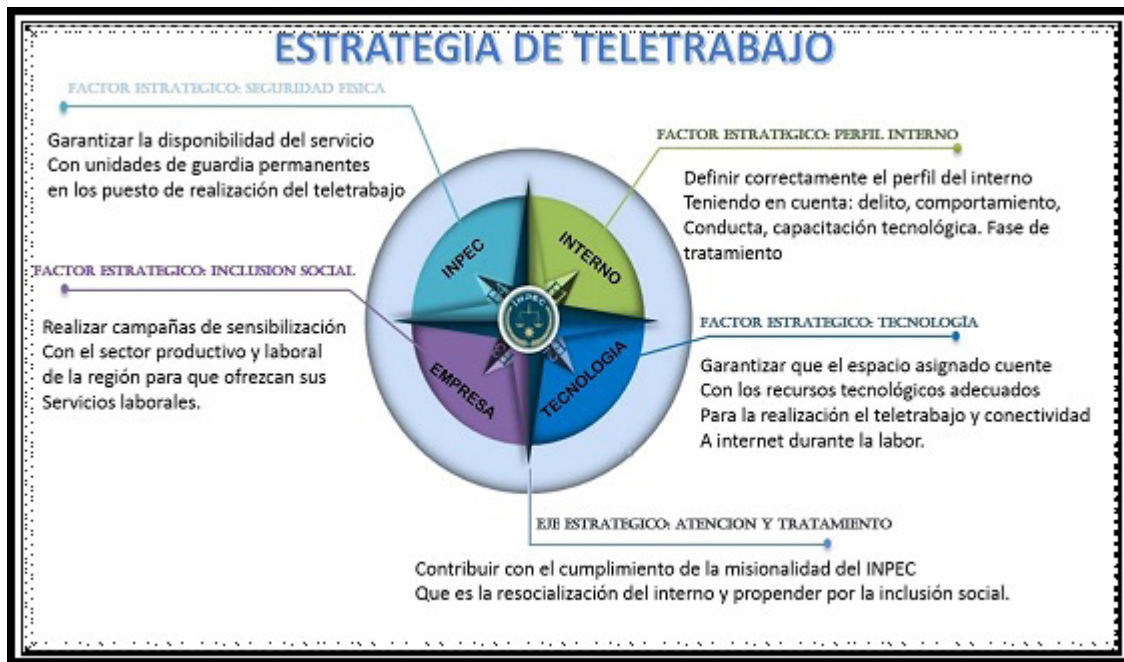 ESTRATEGIA DE TELETRABAJO
FACTOR ESTRATEGICO: SEGURIDAD FISICA
Garantizar la disponibilidad del servicio
Con unidades de guardia permanentes
en los puesto de realización del teletrabajo
FACTOR ESTRATEGICO: PERFIL INTERNO
Definir correctamente el perfil del interno
Teniendo en cuenta: delito, comportamiento,
Conducta, capacitación tecnológica. Fase de
tratamiento
INPEC
INTERNO
INPEC
EMPRESA
TECNOLOGIA
FACTOR ESTRATEGICO: INCLUSION SOCIAL
Realizar campañas de sensibilización
Con el sector productivo y laboral
de la región para que ofrezcan sus
Servicios laborales.
FACTOR ESTRATEGICO: TECNOLOGÍA
Garantizar que el espacio asignado cuente
Con los recursos tecnológicos adecuados
Para la realización el teletrabajo y conectividad
A internet durante la labor.
EJE ESTRATEGICO: ATENCION Y TRATAMIENTO
Contribuir con el cumplimiento de la misionalidad del INPEC
Que es la resocialización del interno y propender por la inclusión social.